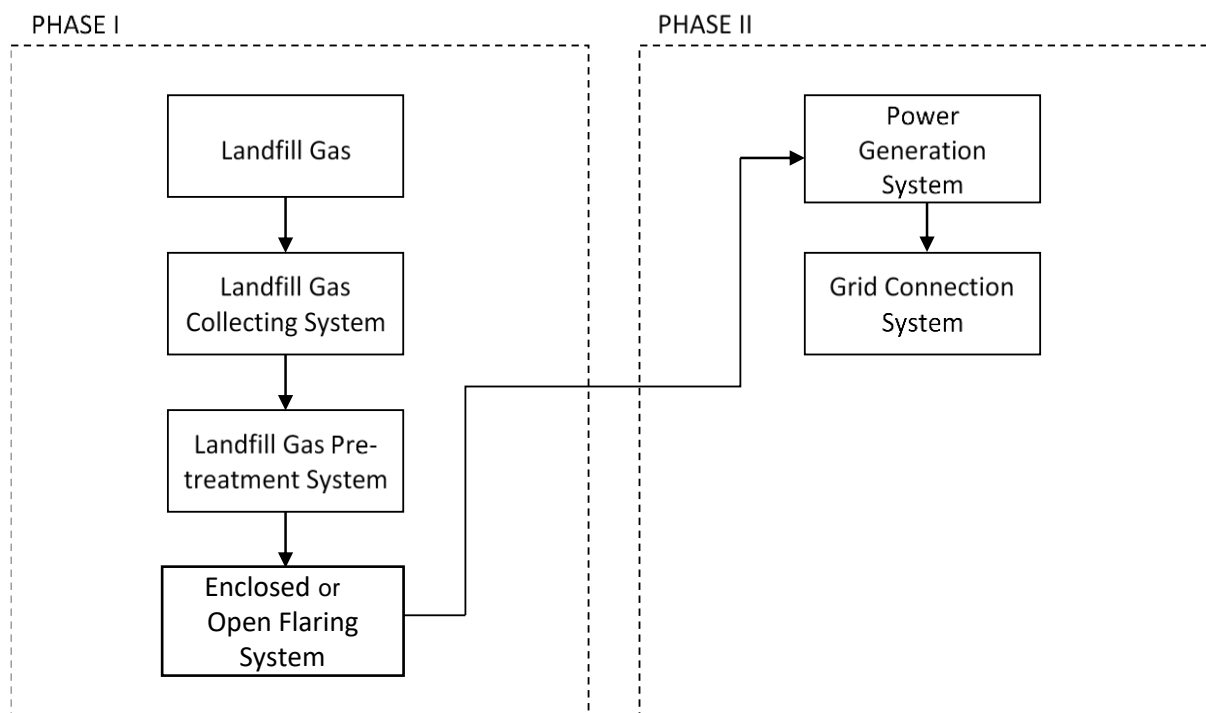 PHASE I
Landfill Gas
Landfill Gas
Collecting System
Landfill Gas Pre-
treatment System
Enclosed or
Open Flaring
System
PHASE II
Power
Generation
System
Grid Connection
System